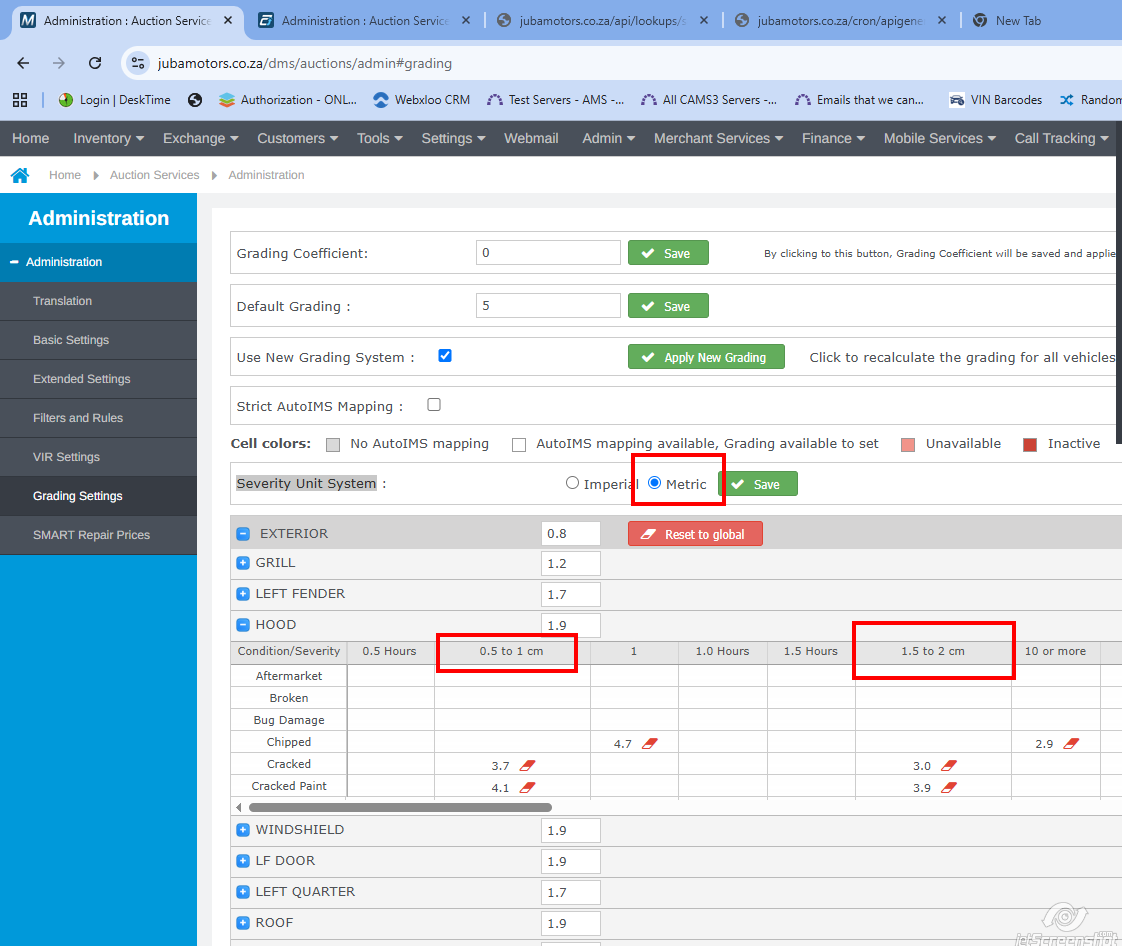 Administration : Auction Service
Administration : Auction Service
jubamotors.co.za/api/lookups/s
jubamotors.co.za/cron/apigene
New Tab
jubamotors.co.za/dms/auctions/admin#grading
Login | DeskTime
Authorization - ONL...
Webxloo CRM
Test Servers - AMS -...
All CAMS3 Servers -...
Emails that we can...
VIN Barcodes
Random
Home Inventory Exchange Customers Tools Settings Webmail Admin Merchant Services Finance Mobile Services Call Tracking
Home Auction Services Administration
Administration
Administration
Translation
Basic Settings
Extended Settings
Filters and Rules
VIR Settings
Grading Settings
SMART Repair Prices
Grading Coefficient: 0 Save By clicking to this button, Grading Coefficient will be saved and applie
Default Grading : 5 Save
Use New Grading System : Apply New Grading Click to recalculate the grading for all vehicles
Strict AutoIMS Mapping :
Cell colors: No AutoIMS mapping AutoIMS mapping available, Grading available to set Unavailable Inactive
Severity Unit System : Imperial Metric Save
EXTERIOR 0.8 Reset to global
GRILL 1.2
LEFT FENDER 1.7
HOOD 1.9
Condition/Severity 0.5 Hours 0.5 to 1 cm 1 1.0 Hours 1.5 Hours 1.5 to 2 cm 10 or more
Aftermarket
Broken
Bug Damage
Chipped 4.7 2.9
Cracked 3.7 3.0
Cracked Paint 4.1 3.9
WINDSHIELD 1.9
LF DOOR 1.9
LEFT QUARTER 1.7
ROOF 1.9
jetScreenshot
.com